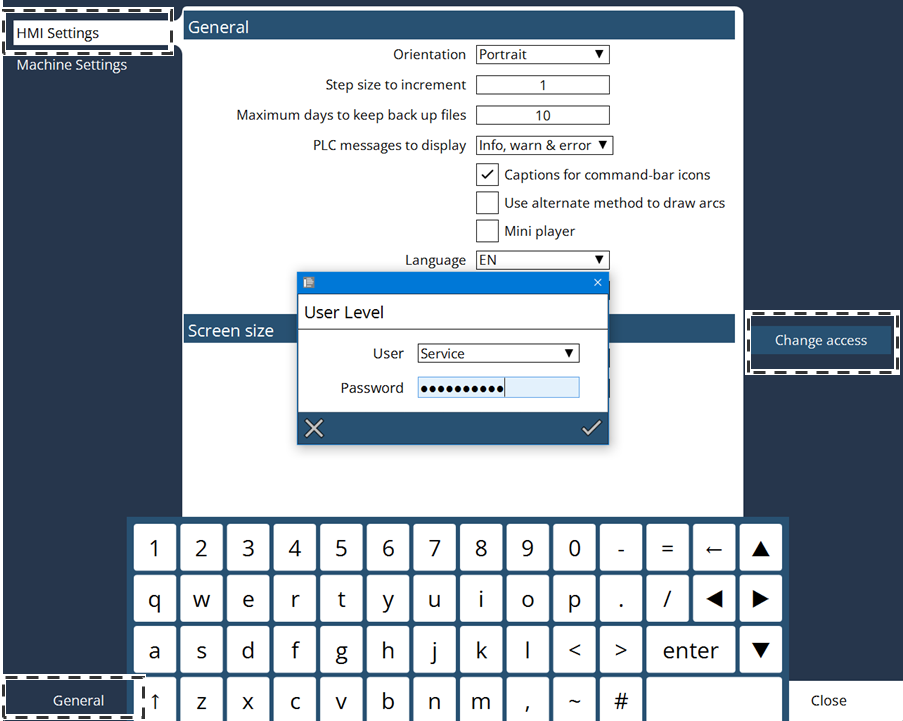 HMI Settings
Machine Settings
General
Orientation Portrait ▼
Step size to increment 1
Maximum days to keep back up files 10
PLC messages to display Info, warn & error ▼
✓ Captions for command-bar icons
Use alternate method to draw arcs
Mini player
Language EN ▼
User Level
Screen size
Change access
User Service ▼
Password ●●●●●●●●●●
1 2 3 4 5 6 7 8 9 0 - = ← ▲
q w e r t y u i o p . / ◀ ▶
a s d f g h j k l < > enter ▼
↑ z x c v b n m , ~ #
General
Close